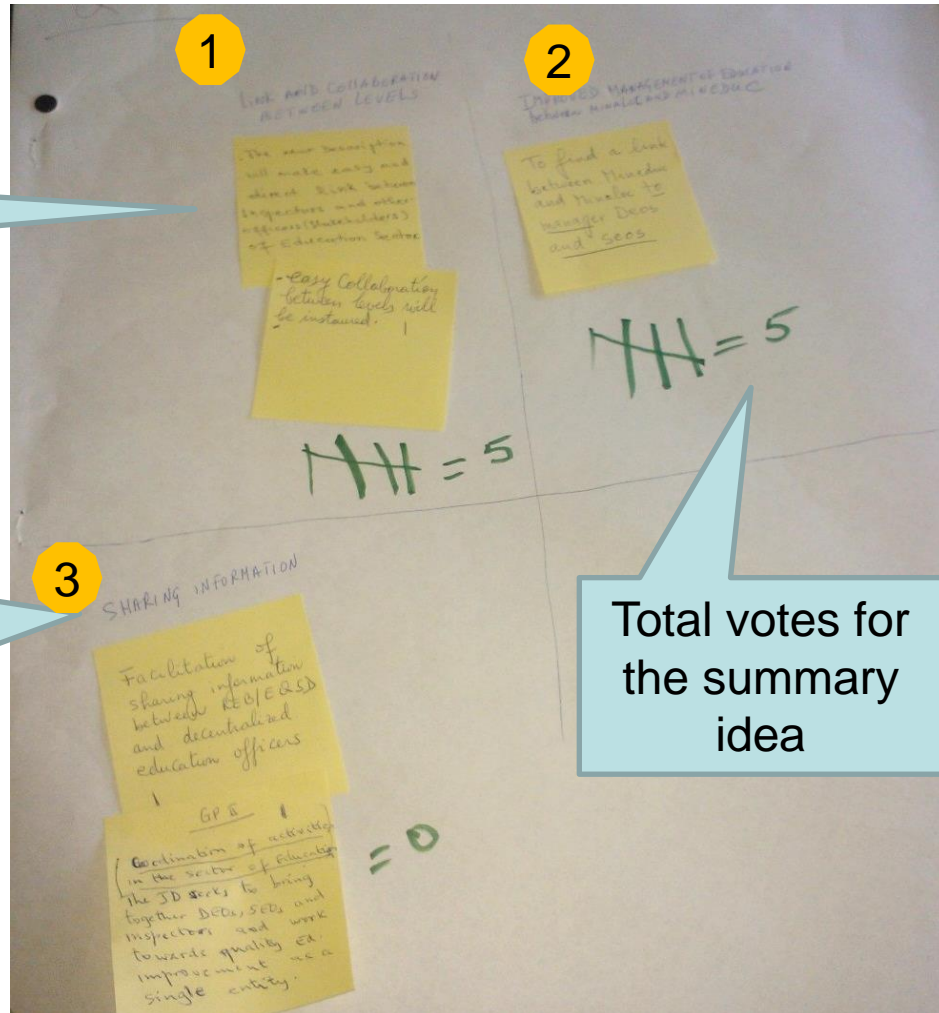 1
LINK AND COLLABORATION
BETWEEN LEVELS
- The new Description
will make easy and
direct link between
Inspectors and other
officers (Stakeholders)
of Education Sector
- easy Collaboration
between levels will
be instaured.
= 5
2
IMPROVED MANAGEMENT OF EDUCATION
between MINALOC and MINEDUC
To find a link
between Mineduc
and Minaloc to
manager DEOs
and SEOs
= 5
Total votes for
the summary
idea
3
SHARING INFORMATION
Facilitation of
sharing information
between REB/EQSD
and decentralized
education officers
GP II
Coordination of activities
in the sector of Education
The JD seeks to bring
together DEOs, SEOs and
inspectors and work
towards quality ed.
improvement as a
single entity.
= 0